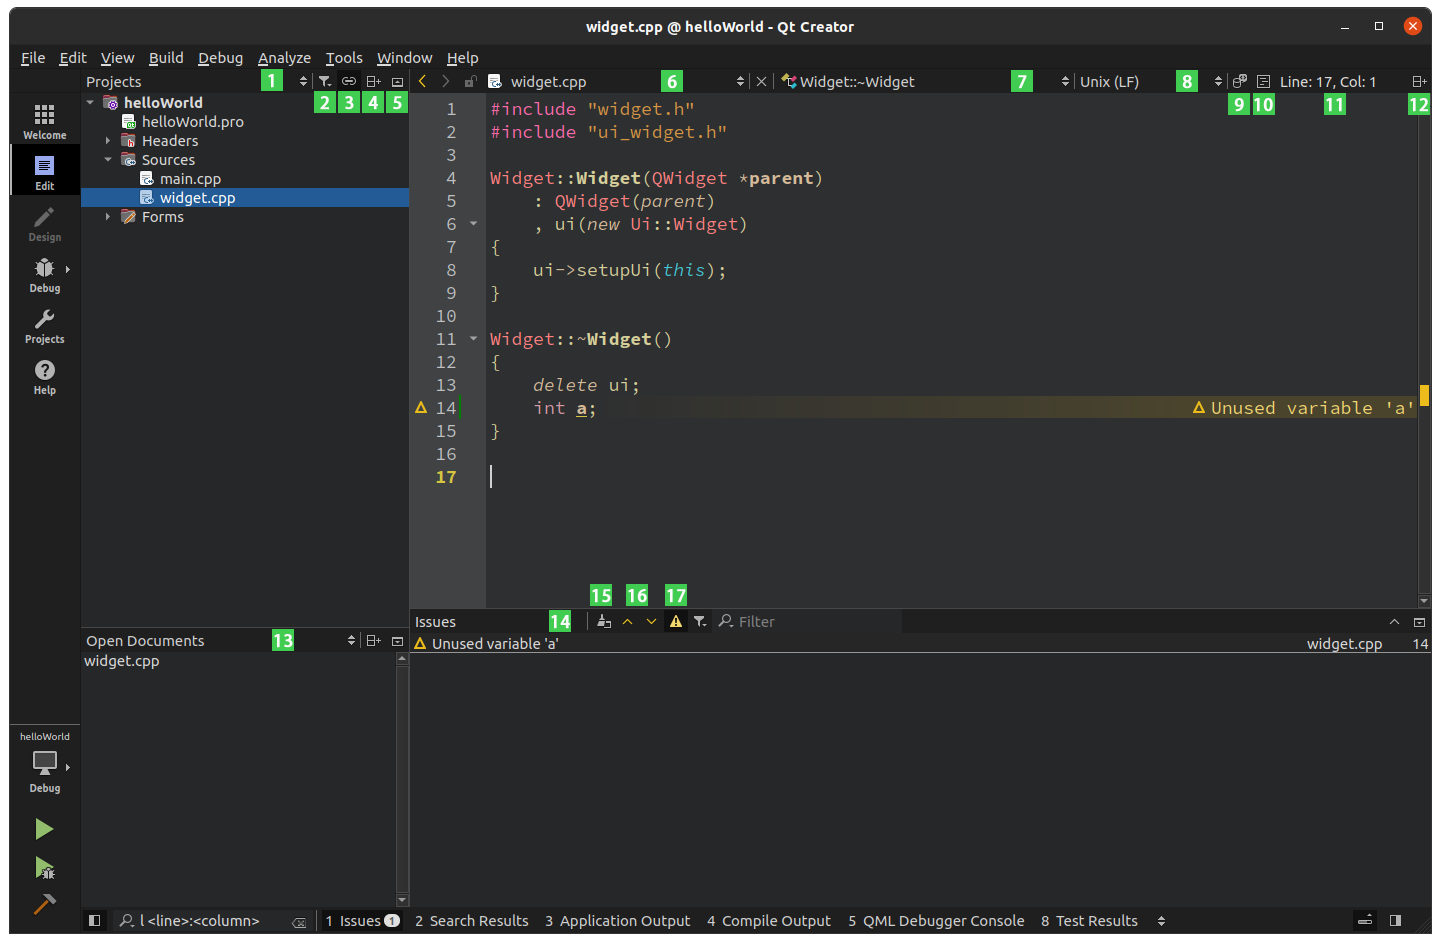 widget.cpp @ helloWorld - Qt Creator
File Edit View Build Debug Analyze Tools Window Help
Projects 1 2 3 4 5
widget.cpp 6 Widget::~Widget 7 Unix (LF) 8 9 10 Line: 17, Col: 1 11 12
Welcome
Edit
Design
Debug
Projects
Help
helloWorld
helloWorld.pro
Headers
Sources
main.cpp
widget.cpp
Forms
1 #include "widget.h"
2 #include "ui_widget.h"
3
4 Widget::Widget(QWidget *parent)
5 : QWidget(parent)
6 , ui(new Ui::Widget)
7 {
8 ui->setupUi(this);
9 }
10
11 Widget::~Widget()
12 {
13 delete ui;
14 int a; Unused variable 'a'
15 }
16
17
15 16 17
Issues 14 Filter
Unused variable 'a' widget.cpp 14
Open Documents 13
widget.cpp
helloWorld
Debug
l <line>:<column> 1 Issues 1 2 Search Results 3 Application Output 4 Compile Output 5 QML Debugger Console 8 Test Results